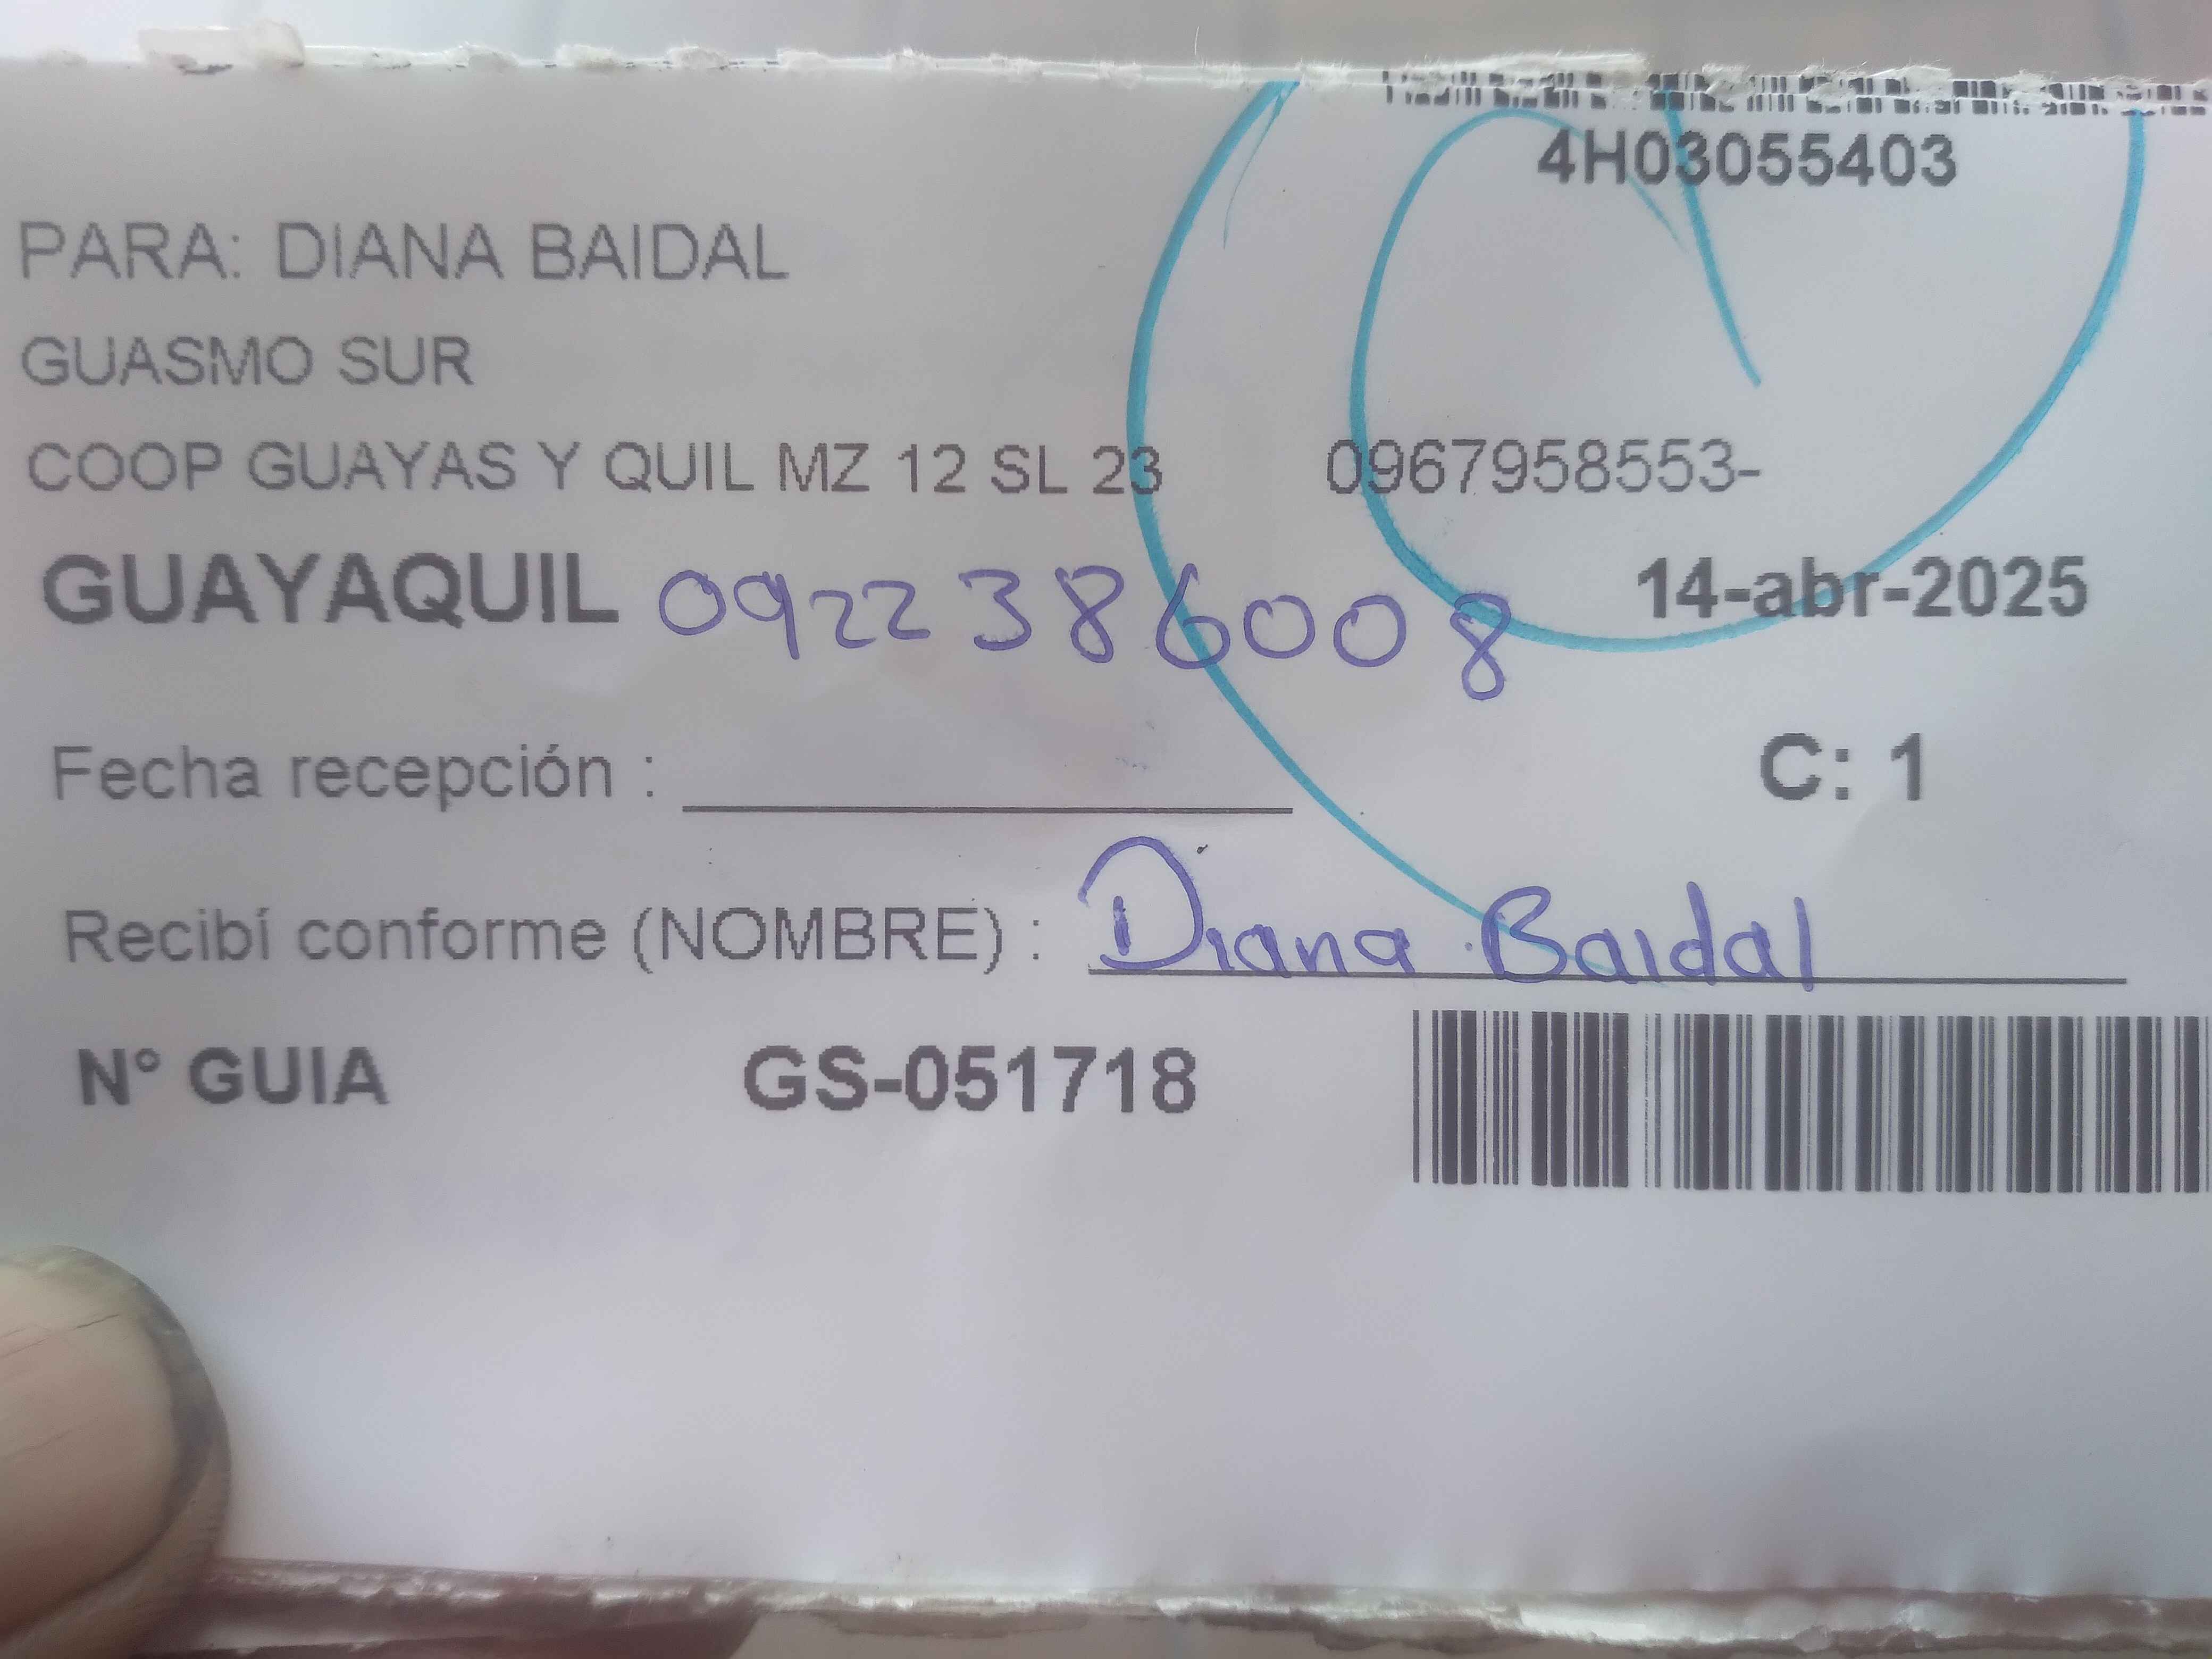 4H03055403
PARA: DIANA BAIDAL
GUASMO SUR
COOP GUAYAS Y QUIL MZ 12 SL 23 0967958553-
GUAYAQUIL 0922386008 14-abr-2025
Fecha recepción : C: 1
Recibí conforme (NOMBRE) : Diana Baidal
N° GUIA GS-051718